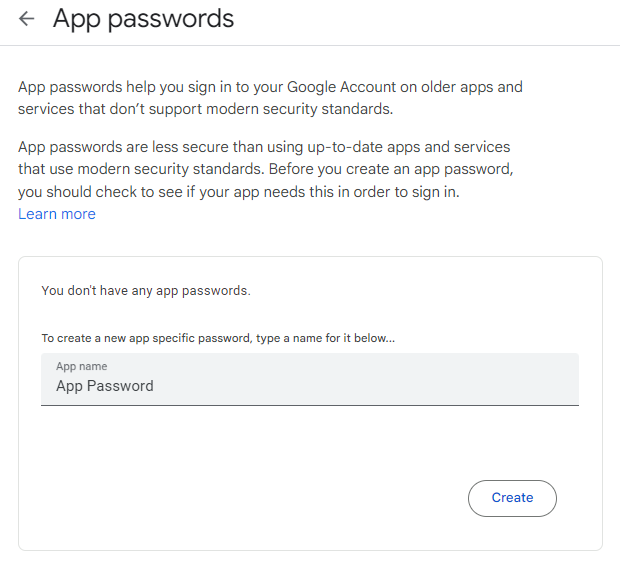 App passwords
App passwords help you sign in to your Google Account on older apps and
services that don’t support modern security standards.
App passwords are less secure than using up-to-date apps and services
that use modern security standards. Before you create an app password,
you should check to see if your app needs this in order to sign in.
Learn more
You don't have any app passwords.
To create a new app specific password, type a name for it below...
App name
App Password
Create